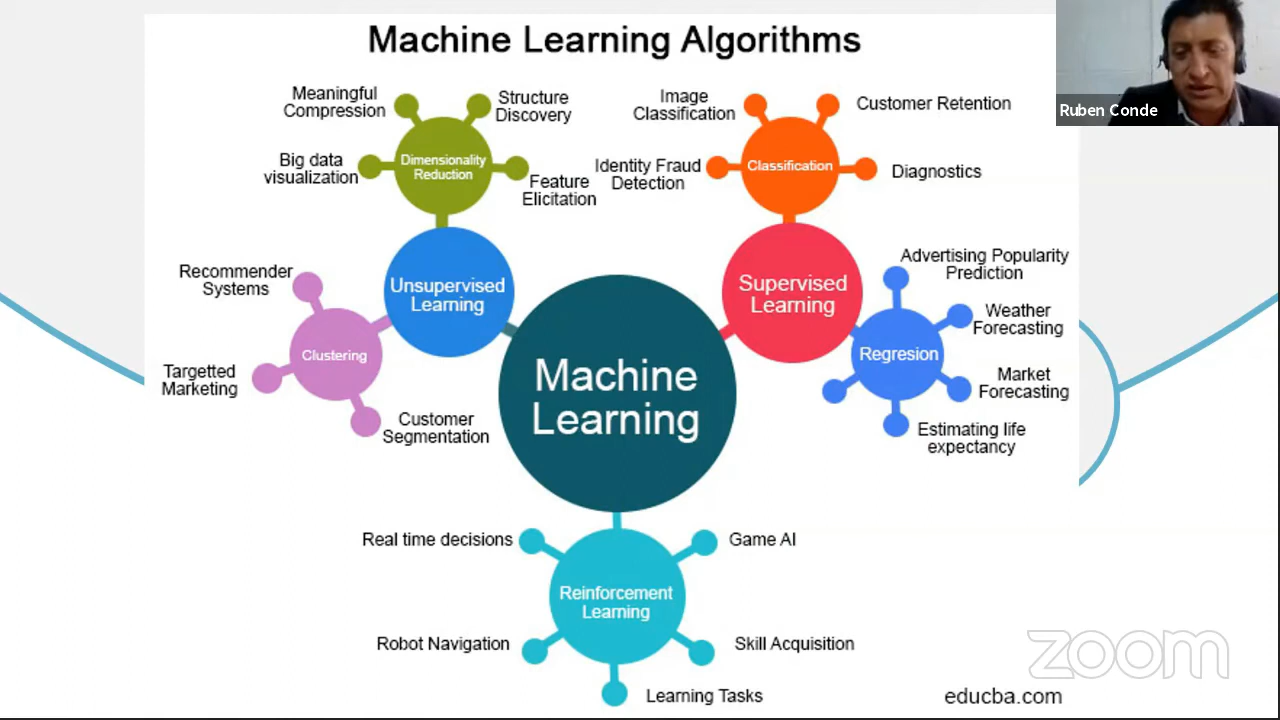 Machine Learning Algorithms
Ruben Conde
Meaningful
Compression
Structure
Discovery
Big data
visualization
Dimensionality
Reduction
Feature
Elicitation
Image
Classification
Customer Retention
Identity Fraud
Detection
Classification
Diagnostics
Unsupervised
Learning
Supervised
Learning
Recommender
Systems
Clustering
Targetted
Marketing
Customer
Segmentation
Advertising Popularity
Prediction
Weather
Forecasting
Regresion
Market
Forecasting
Estimating life
expectancy
Machine
Learning
Real time decisions
Game AI
Reinforcement
Learning
Robot Navigation
Skill Acquisition
Learning Tasks
zoom
educba.com